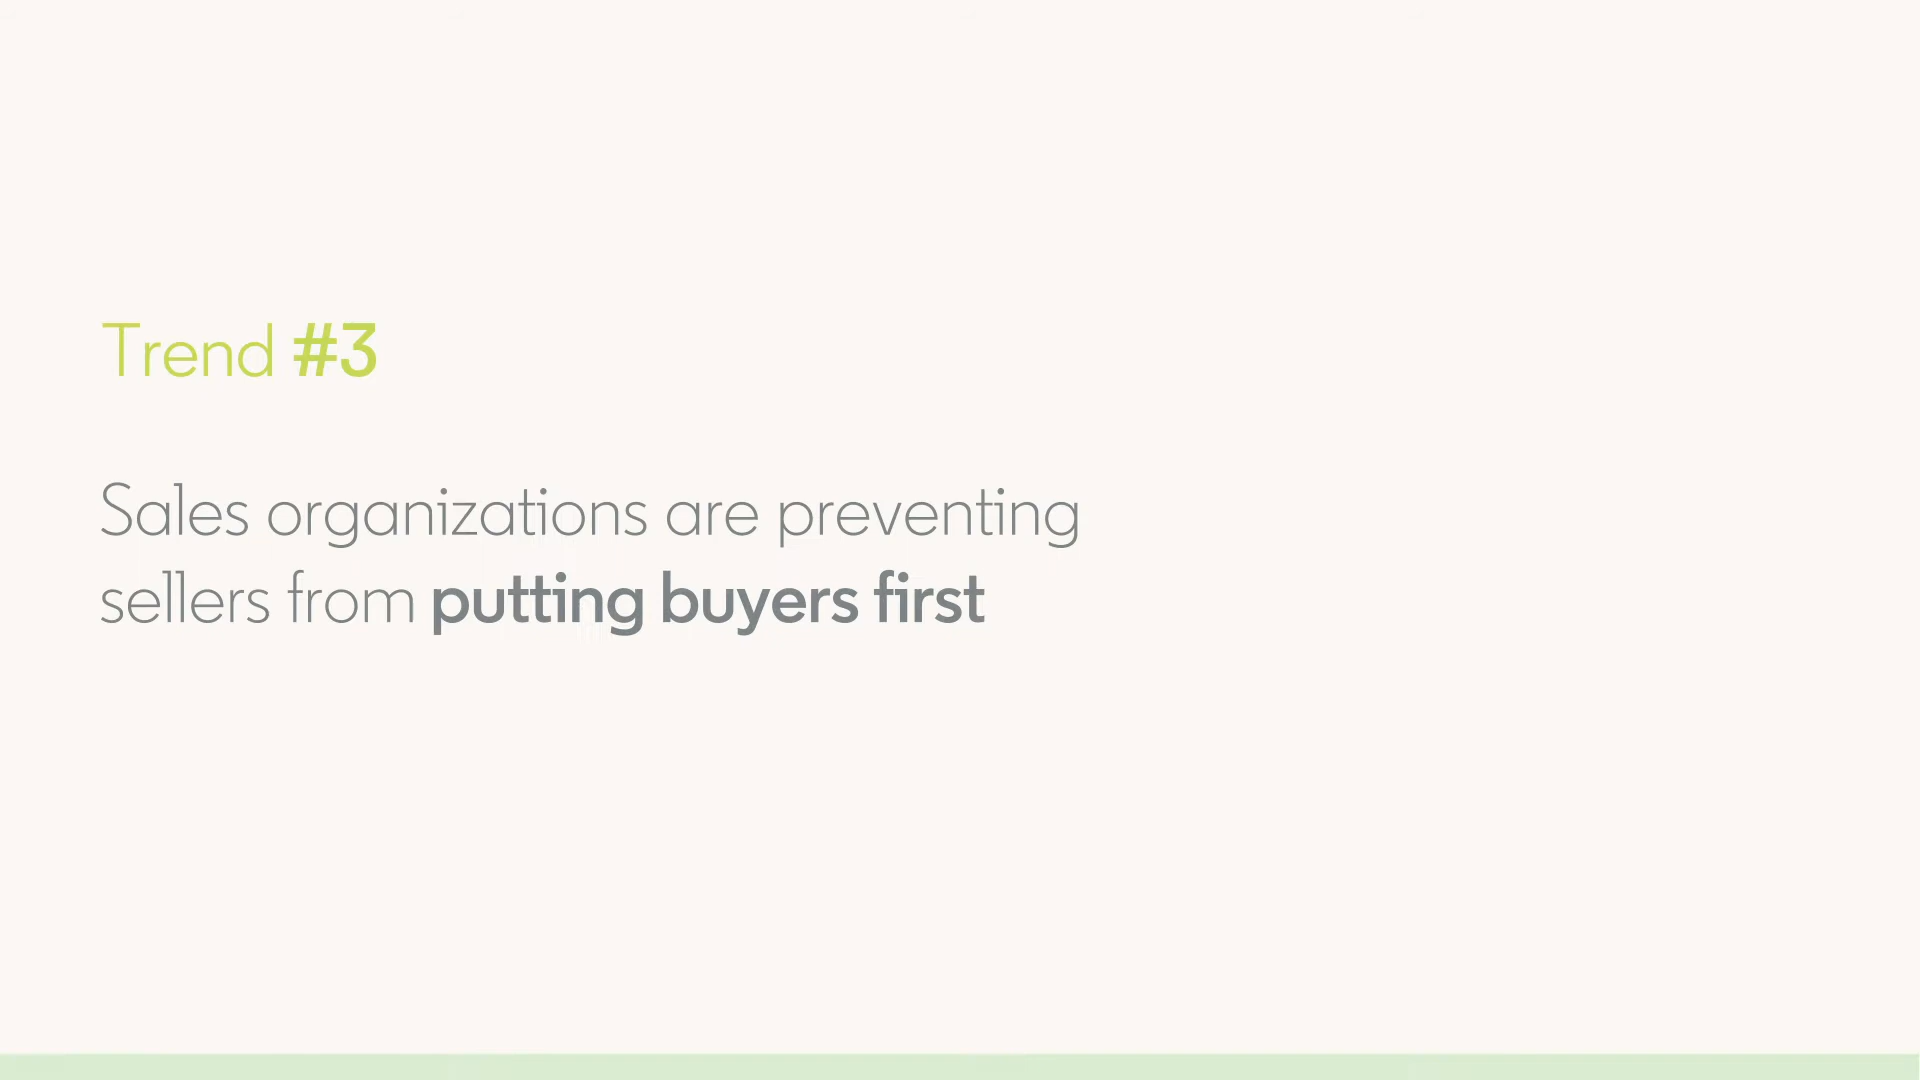 Trend #3
Sales organizations are preventing
sellers from putting buyers first